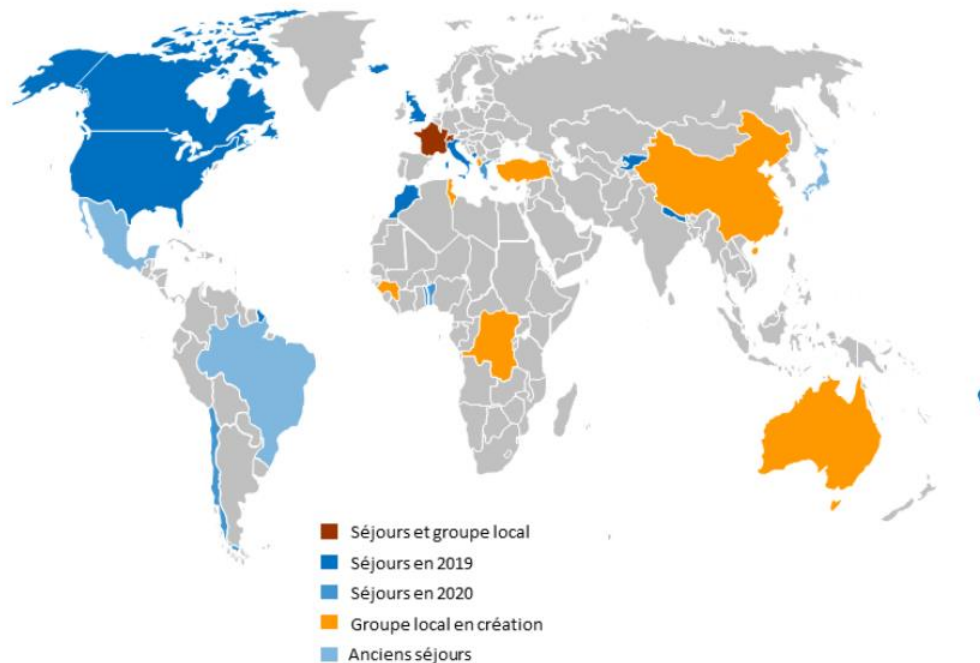 Séjours et groupe local
Séjours en 2019
Séjours en 2020
Groupe local en création
Anciens séjours